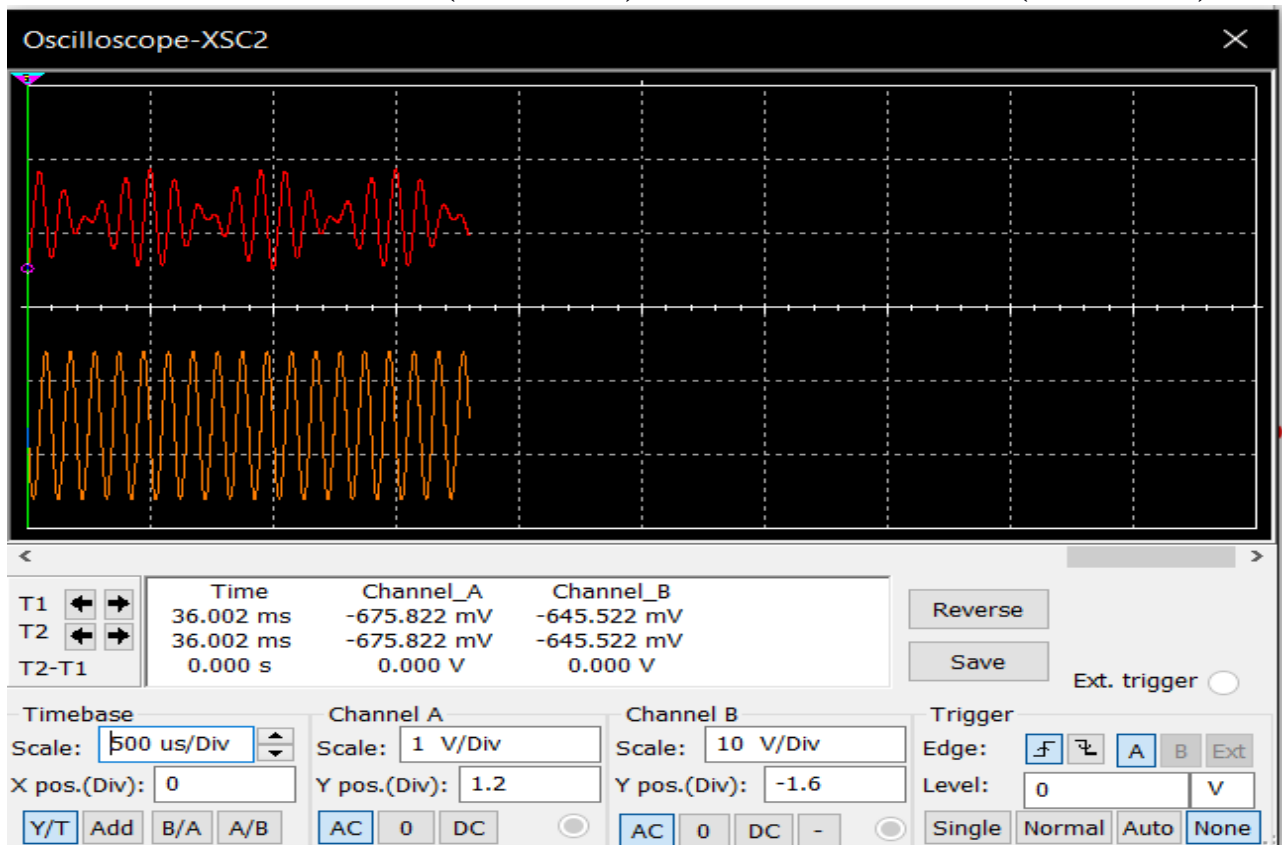 Oscilloscope-XSC2
Time Channel_A Channel_B
T1 36.002 ms -675.822 mV -645.522 mV
T2 36.002 ms -675.822 mV -645.522 mV
T2-T1 0.000 s 0.000 V 0.000 V
Reverse
Save
Ext. trigger
Timebase
Scale: 500 us/Div
X pos.(Div): 0
Y/T Add B/A A/B
Channel A
Scale: 1 V/Div
Y pos.(Div): 1.2
AC 0 DC
Channel B
Scale: 10 V/Div
Y pos.(Div): -1.6
AC 0 DC -
Trigger
Edge: A B Ext
Level: 0 V
Single Normal Auto None